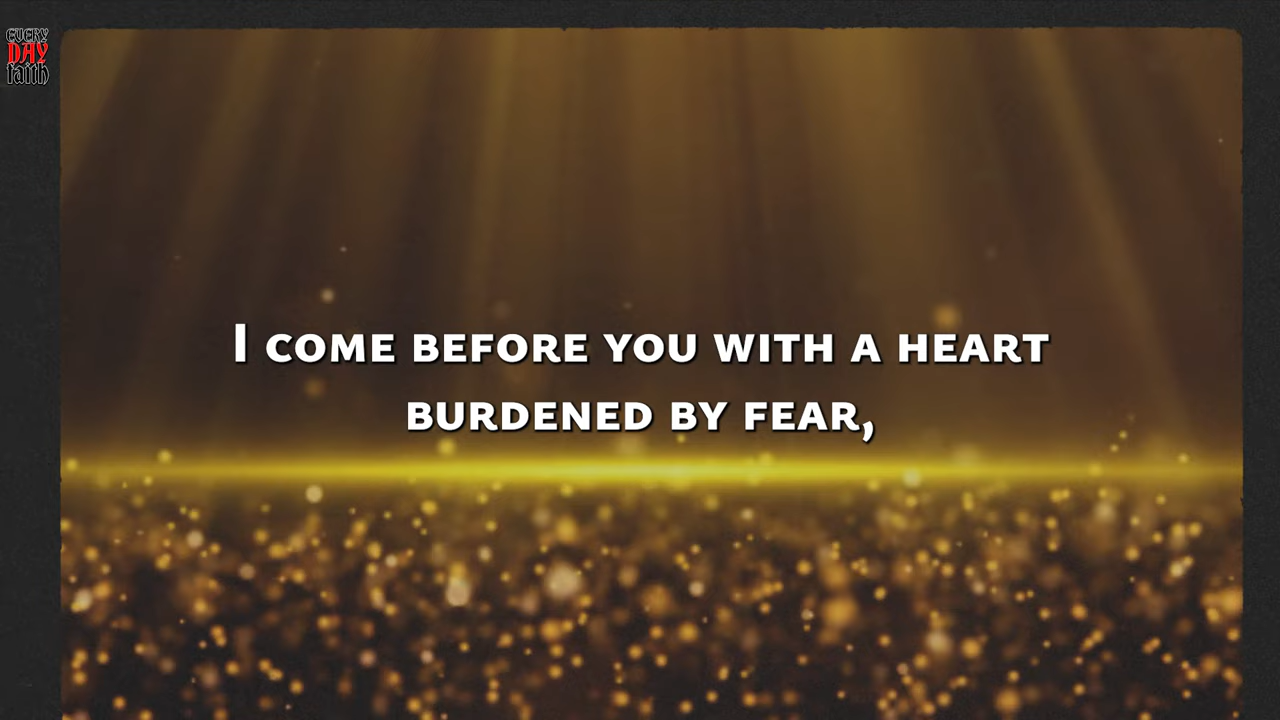 EVERY
DAY
faith
I COME BEFORE YOU WITH A HEART
BURDENED BY FEAR,